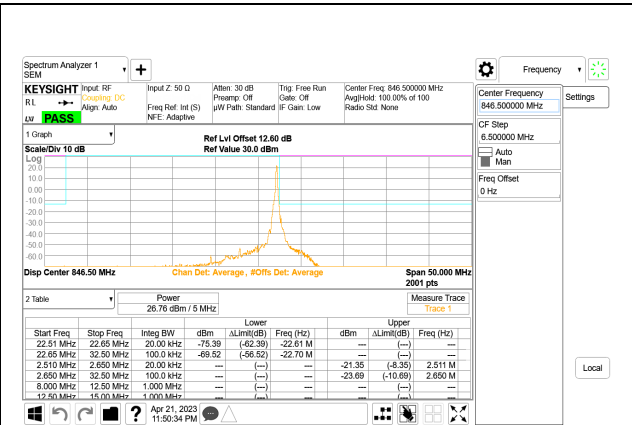 Spectrum Analyzer 1
SEM
Frequency
KEYSIGHT
R L
LXI PASS
Input: RF
Coupling: DC
Align: Auto
Input Z: 50 Ω
Freq Ref: Int (S)
NFE: Adaptive
Atten: 30 dB
Preamp: Off
µW Path: Standard
Trig: Free Run
Gate: Off
IF Gain: Low
Center Freq: 846.500000 MHz
Avg|Hold: 100.00% of 100
Radio Std: None
Center Frequency
846.500000 MHz
Settings
CF Step
6.500000 MHz
Auto
Man
Freq Offset
0 Hz
Local
1 Graph
Scale/Div 10 dB
Ref Lvl Offset 12.60 dB
Ref Value 30.0 dBm
Log
20.0
10.0
0.00
-10.0
-20.0
-30.0
-40.0
-50.0
-60.0
Disp Center 846.50 MHz
Chan Det: Average, #Offs Det: Average
Span 50.000 MHz
2001 pts
2 Table
Power
26.76 dBm / 5 MHz
Measure Trace
Trace 1
Lower Upper
Start Freq Stop Freq Integ BW dBm ΔLimit(dB) Freq (Hz) dBm ΔLimit(dB) Freq (Hz)
22.51 MHz 22.65 MHz 20.00 kHz -75.39 (-62.39) -22.61 M --- (---) ---
22.65 MHz 32.50 MHz 100.0 kHz -69.52 (-56.52) -22.70 M --- (---) ---
2.510 MHz 2.650 MHz 20.00 kHz --- (---) --- -21.35 (-8.35) 2.511 M
2.650 MHz 32.50 MHz 100.0 kHz --- (---) --- -23.69 (-10.69) 2.650 M
8.000 MHz 12.50 MHz 1.000 MHz --- (---) --- --- (---) ---
12.50 MHz 15.00 MHz 1.000 MHz --- (---) --- --- (---) ---
?
Apr 21, 2023
11:50:34 PM